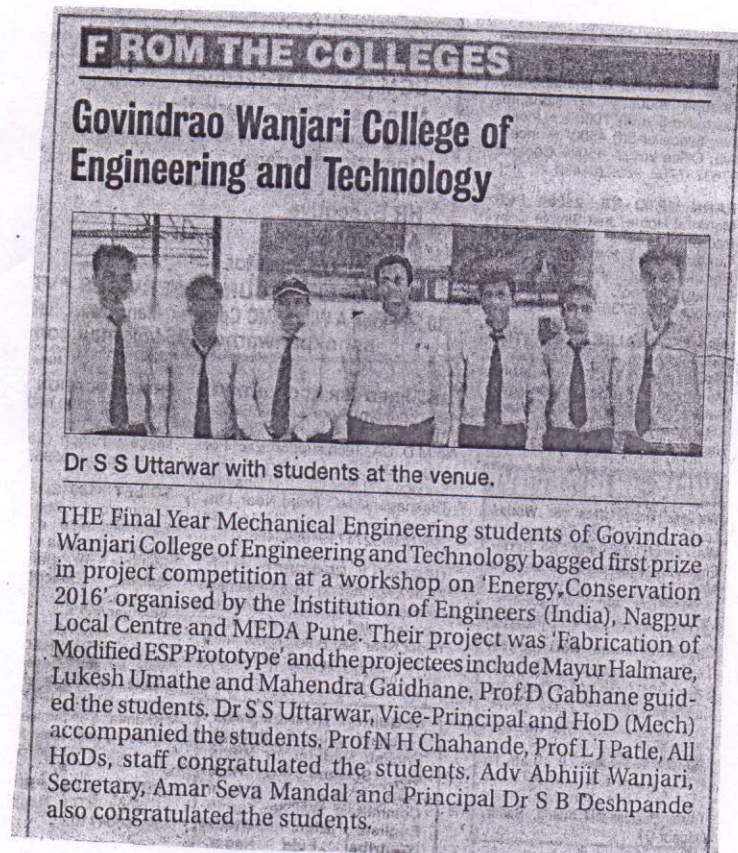 FROM THE COLLEGES
Govindrao Wanjari College of
Engineering and Technology
Dr S S Uttarwar with students at the venue.
THE Final Year Mechanical Engineering students of Govindrao
Wanjari College of Engineering and Technology bagged first prize
in project competition at a workshop on ‘Energy Conservation
2016’ organised by the Institution of Engineers (India), Nagpur
Local Centre and MEDA Pune. Their project was ‘Fabrication of
Modified ESP Prototype’ and the projectees include Mayur Halmare,
Lukesh Umathe and Mahendra Gaidhane. Prof D Gabhane guid-
ed the students. Dr S S Uttarwar, Vice-Principal and HoD (Mech)
accompanied the students. Prof N H Chahande, Prof L J Patle, All
HoDs, staff congratulated the students. Adv Abhijit Wanjari,
Secretary, Amar Seva Mandal and Principal Dr S B Deshpande
also congratulated the students.